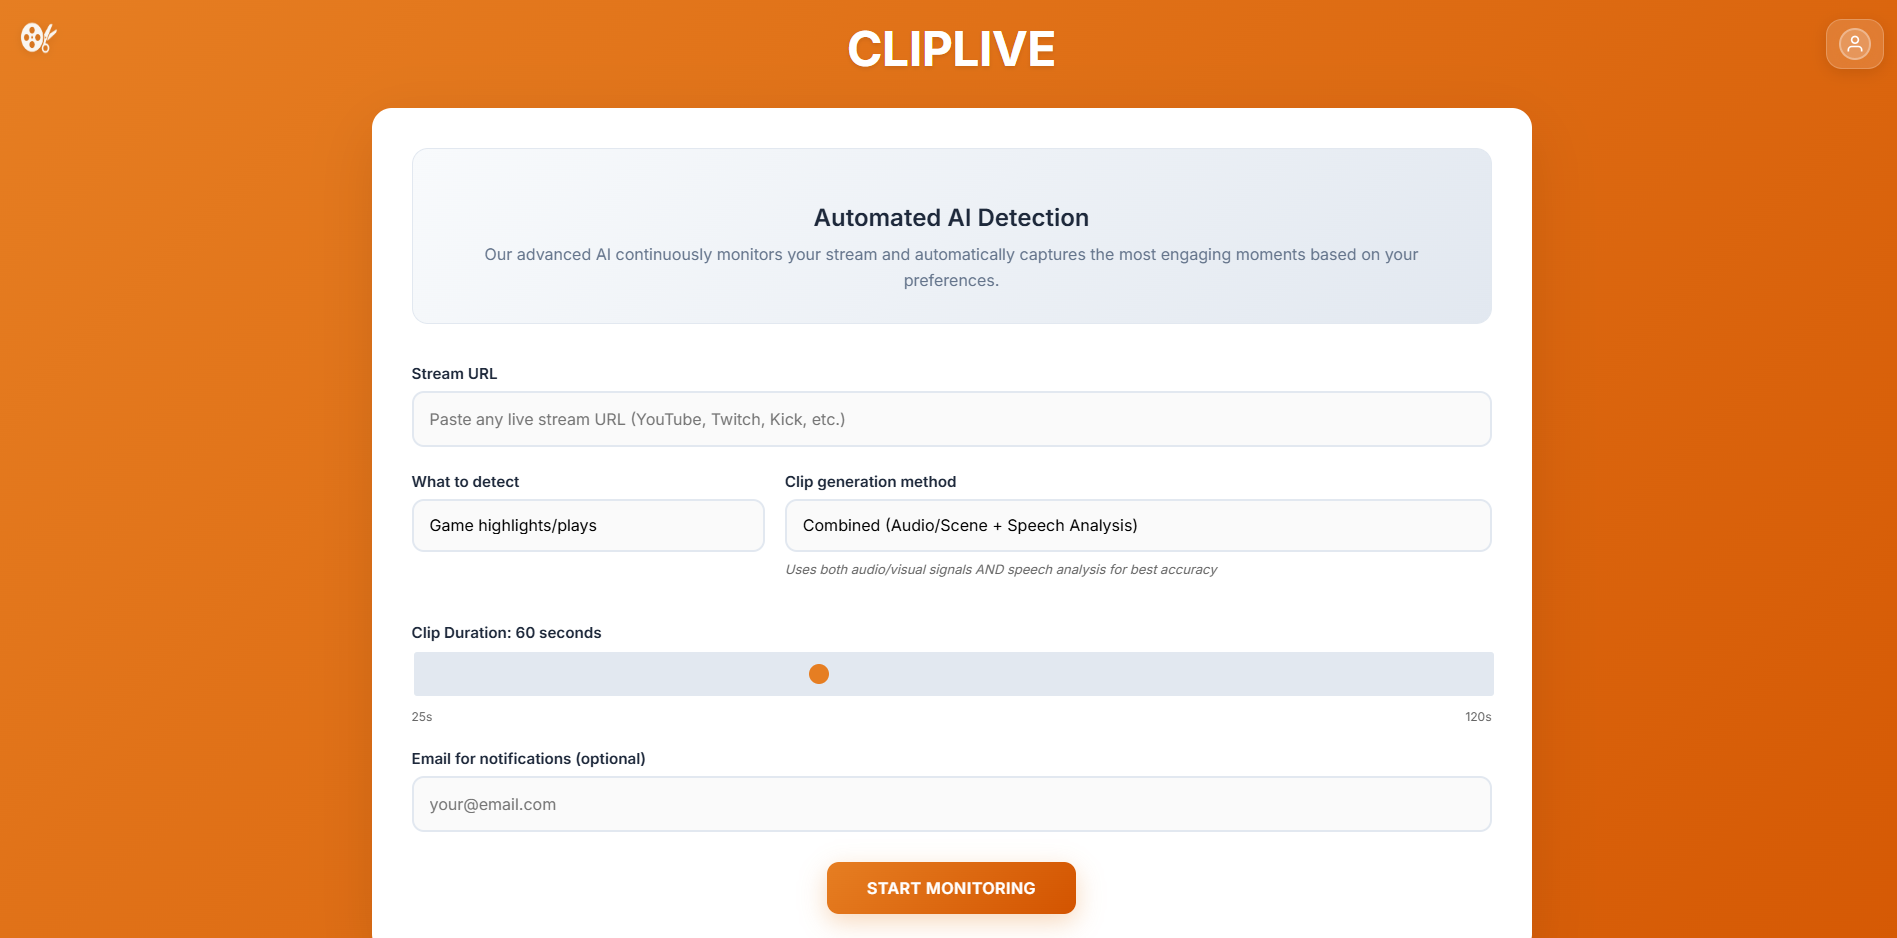 CLIPLIVE
Automated AI Detection
Our advanced AI continuously monitors your stream and automatically captures the most engaging moments based on your
preferences.
Stream URL
Paste any live stream URL (YouTube, Twitch, Kick, etc.)
What to detect
Clip generation method
Game highlights/plays
Combined (Audio/Scene + Speech Analysis)
Uses both audio/visual signals AND speech analysis for best accuracy
Clip Duration: 60 seconds
25s
120s
Email for notifications (optional)
your@email.com
START MONITORING